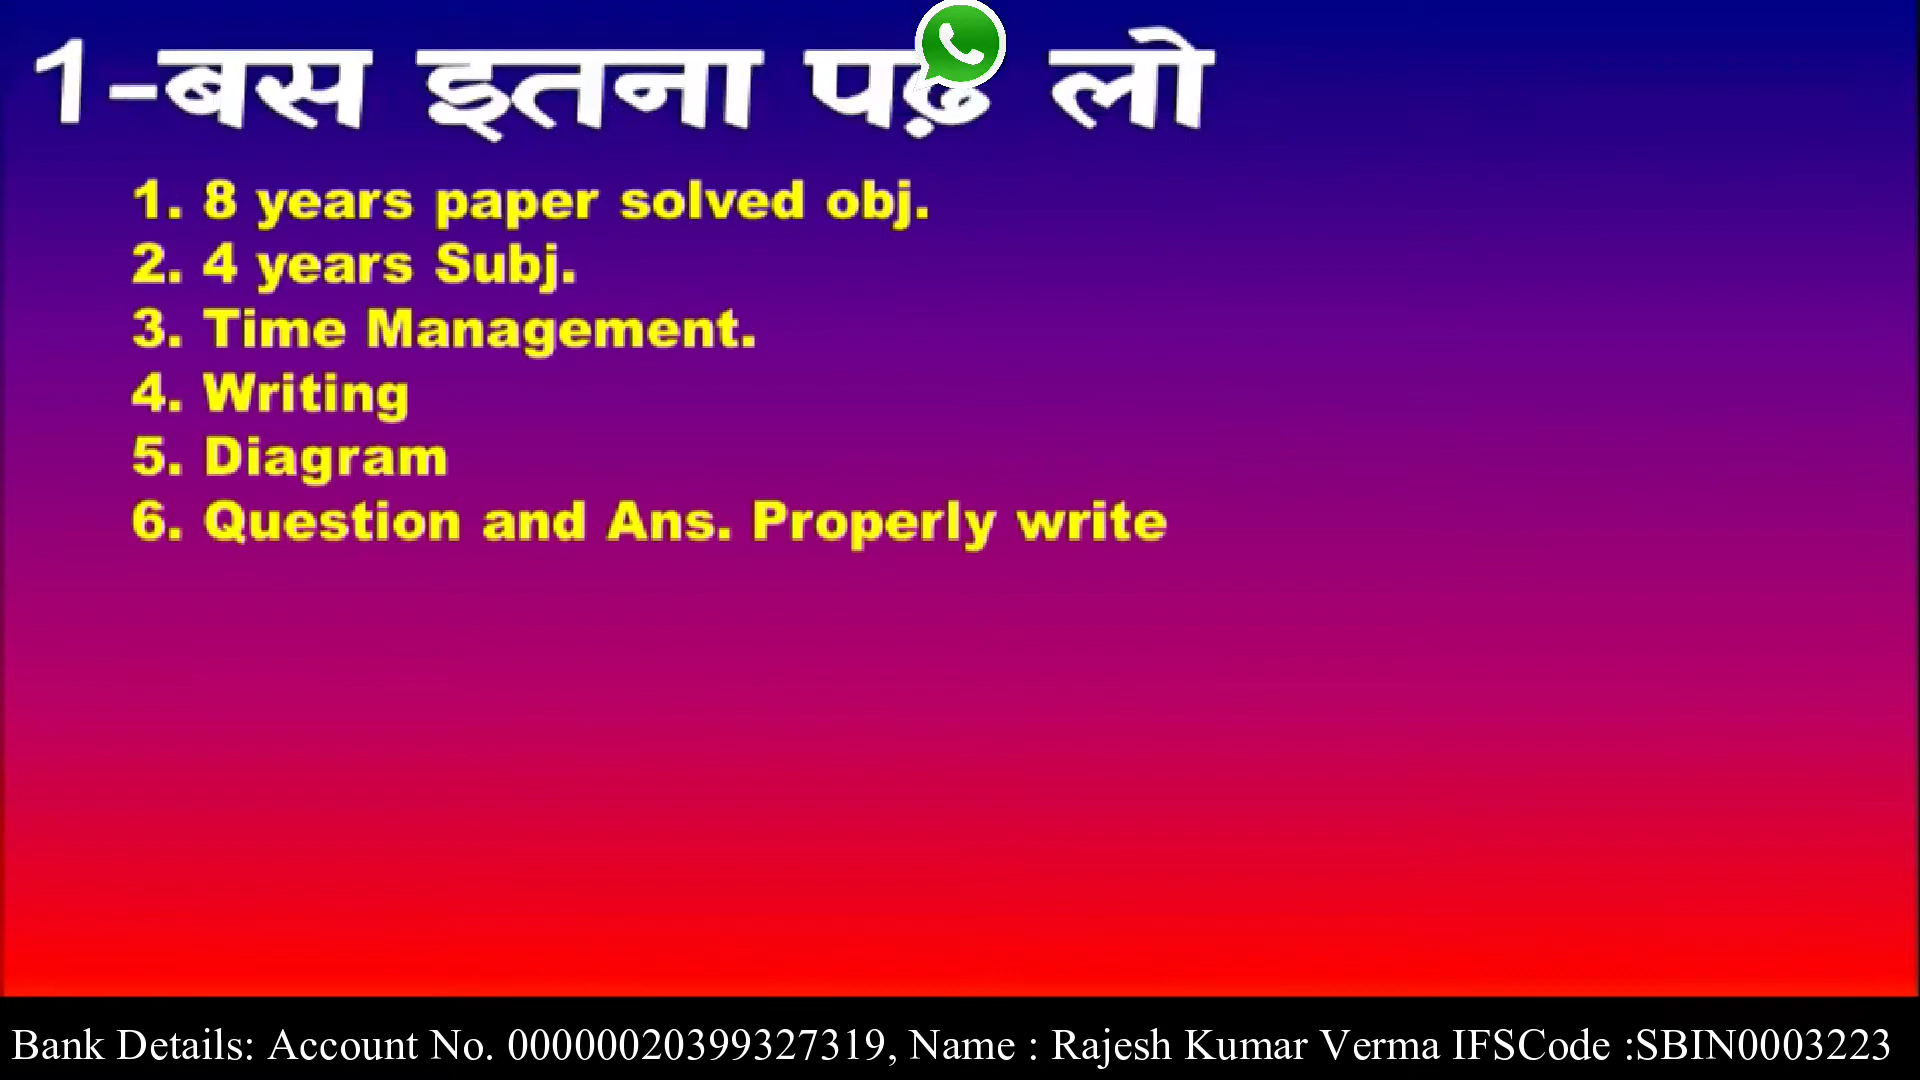 1-बस इतना पढ़ लो
1. 8 years paper solved obj.
2. 4 years Subj.
3. Time Management.
4. Writing
5. Diagram
6. Question and Ans. Properly write
Bank Details: Account No. 00000020399327319, Name : Rajesh Kumar Verma IFSCode :SBIN0003223